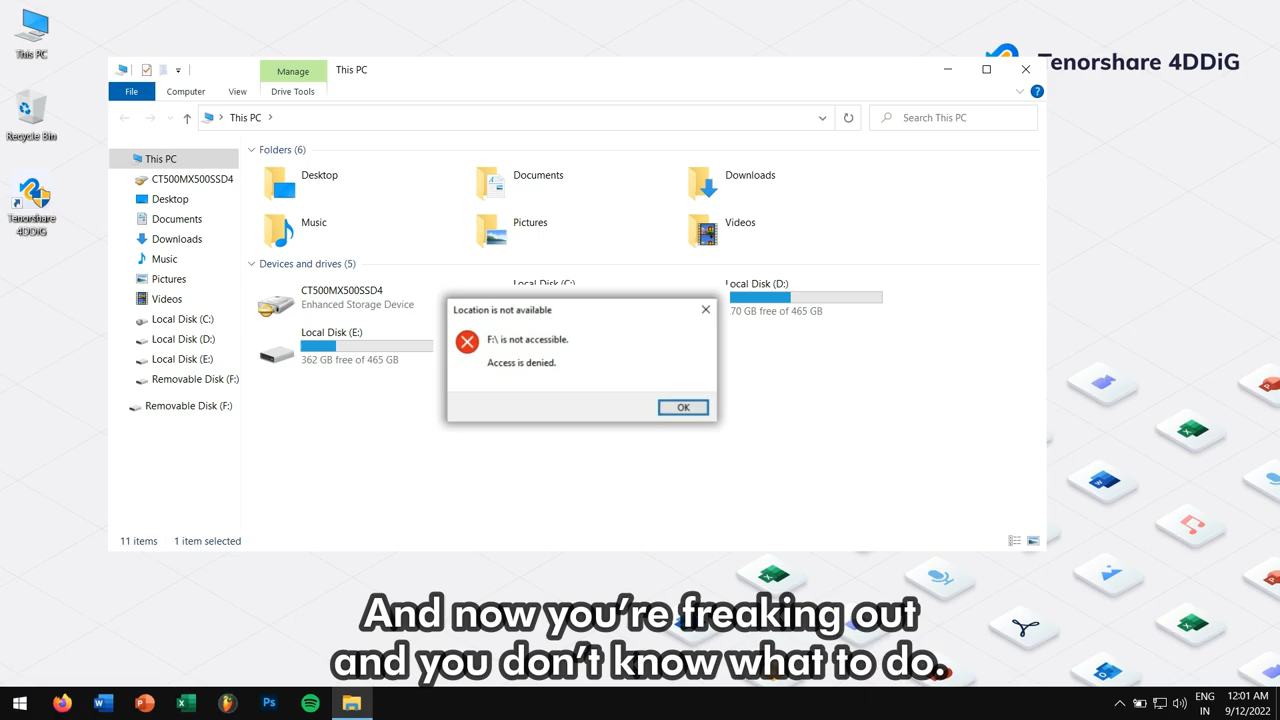 This PC
Recycle Bin
Tenorshare
4DDiG
Tenorshare 4DDiG
Manage
This PC
File
Computer
View
Drive Tools
This PC
Search This PC
This PC
CT500MX500SSD4
Desktop
Documents
Downloads
Music
Pictures
Videos
Local Disk (C:)
Local Disk (D:)
Local Disk (E:)
Removable Disk (F:)
Removable Disk (F:)
Folders (6)
Desktop
Documents
Downloads
Music
Pictures
Videos
Devices and drives (5)
CT500MX500SSD4
Enhanced Storage Device
Local Disk (C:)
Local Disk (D:)
70 GB free of 465 GB
Local Disk (E:)
362 GB free of 465 GB
Location is not available
F:\ is not accessible.
Access is denied.
OK
11 items
1 item selected
And now you're freaking out
and you don't know what to do.
ENG
IN
12:01 AM
9/12/2022